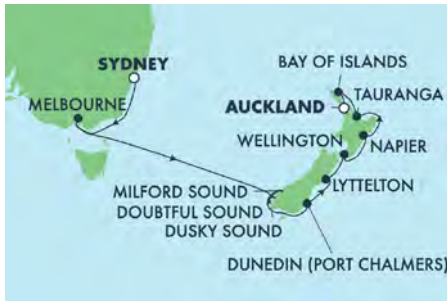 SYDNEY
BAY OF ISLANDS
MELBOURNE
TAURANGA
AUCKLAND
WELLINGTON
NAPIER
MILFORD SOUND
LYTTELTON
DOUBTFUL SOUND
DUSKY SOUND
DUNEDIN (PORT CHALMERS)